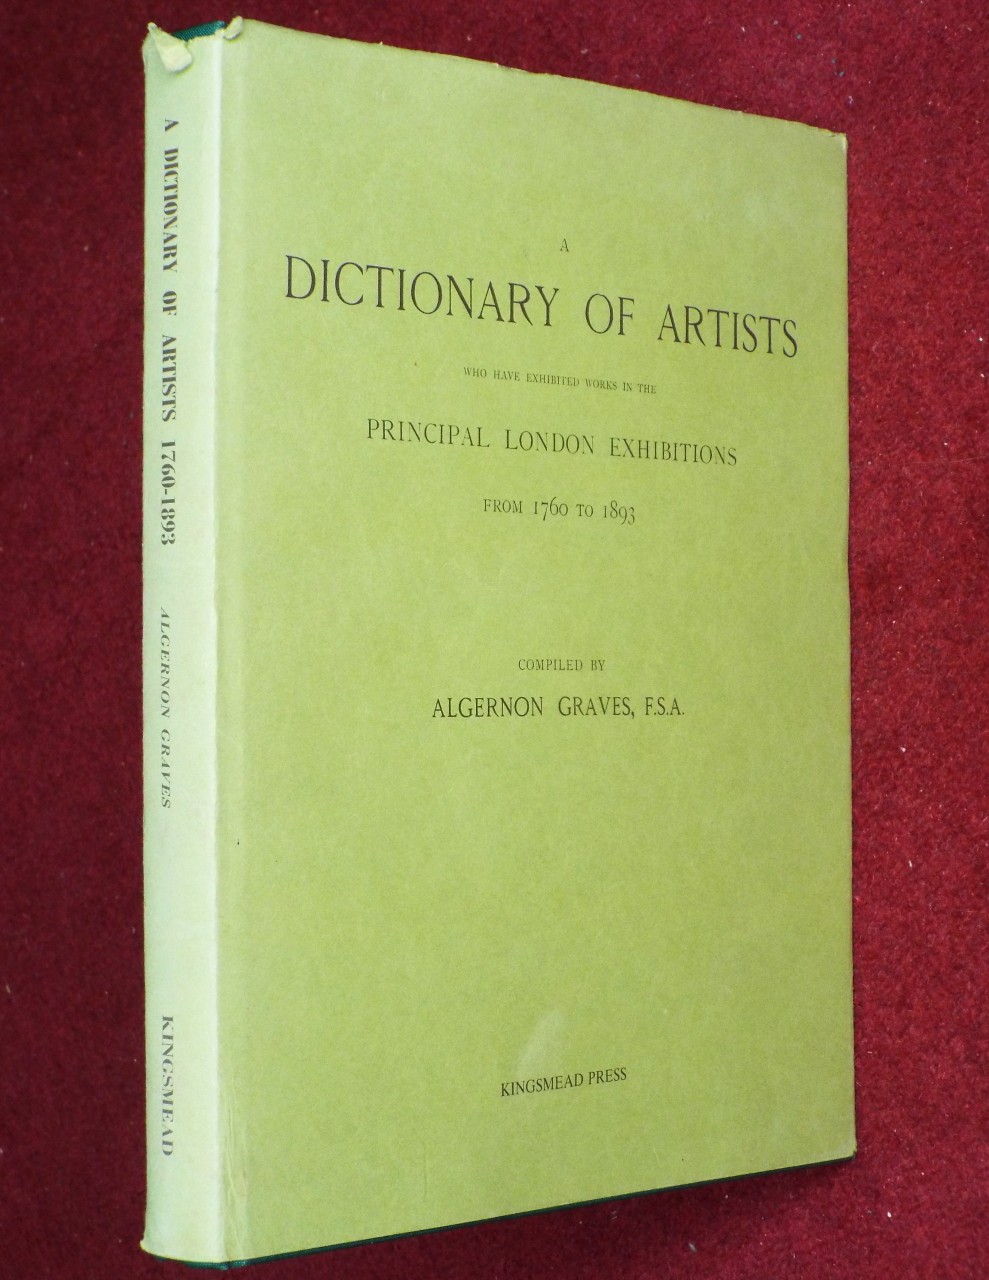 A DICTIONARY OF ARTISTS 1760-1893 ALGERNON GRAVES KINGSMEAD
A
DICTIONARY OF ARTISTS
WHO HAVE EXHIBITED WORKS IN THE
PRINCIPAL LONDON EXHIBITIONS
FROM 1760 TO 1893
COMPILED BY
ALGERNON GRAVES, F.S.A.
KINGSMEAD PRESS